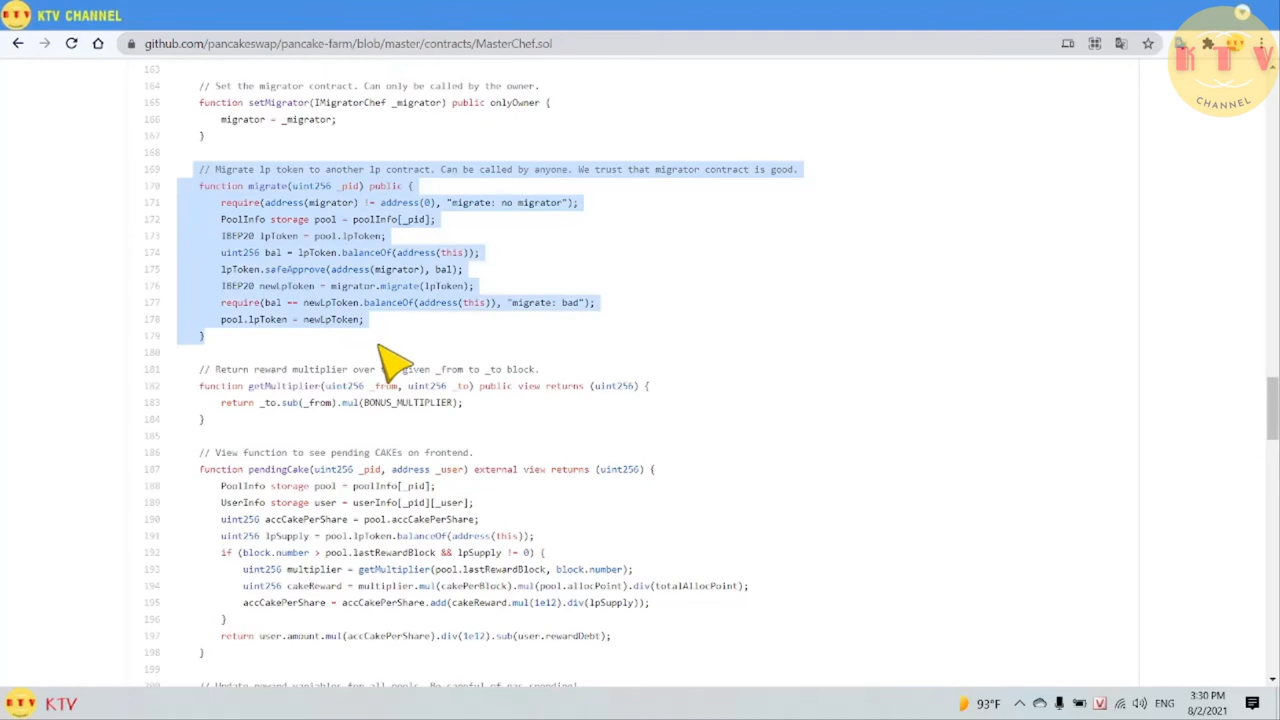 KTV CHANNEL
github.com/pancakeswap/pancake-farm/blob/master/contracts/MasterChef.sol
K T V
CHANNEL
163
164 // Set the migrator contract. Can only be called by the owner.
165 function setMigrator(IMigratorChef _migrator) public onlyOwner {
166 migrator = _migrator;
167 }
168
169 // Migrate lp token to another lp contract. Can be called by anyone. We trust that migrator contract is good.
170 function migrate(uint256 _pid) public {
171 require(address(migrator) != address(0), "migrate: no migrator");
172 PoolInfo storage pool = poolInfo[_pid];
173 IBEP20 lpToken = pool.lpToken;
174 uint256 bal = lpToken.balanceOf(address(this));
175 lpToken.safeApprove(address(migrator), bal);
176 IBEP20 newLpToken = migrator.migrate(lpToken);
177 require(bal == newLpToken.balanceOf(address(this)), "migrate: bad");
178 pool.lpToken = newLpToken;
179 }
180
181 // Return reward multiplier over given _from to _to block.
182 function getMultiplier(uint256 _from, uint256 _to) public view returns (uint256) {
183 return _to.sub(_from).mul(BONUS_MULTIPLIER);
184 }
185
186 // View function to see pending CAKEs on frontend.
187 function pendingCake(uint256 _pid, address _user) external view returns (uint256) {
188 PoolInfo storage pool = poolInfo[_pid];
189 UserInfo storage user = userInfo[_pid][_user];
190 uint256 accCakePerShare = pool.accCakePerShare;
191 uint256 lpSupply = pool.lpToken.balanceOf(address(this));
192 if (block.number > pool.lastRewardBlock && lpSupply != 0) {
193 uint256 multiplier = getMultiplier(pool.lastRewardBlock, block.number);
194 uint256 cakeReward = multiplier.mul(cakePerBlock).mul(pool.allocPoint).div(totalAllocPoint);
195 accCakePerShare = accCakePerShare.add(cakeReward.mul(1e12).div(lpSupply));
196 }
197 return user.amount.mul(accCakePerShare).div(1e12).sub(user.rewardDebt);
198 }
199
200 // Update reward variables for all pools. Be careful of gas spending!
KTV
93°F
ENG
3:30 PM
8/2/2021